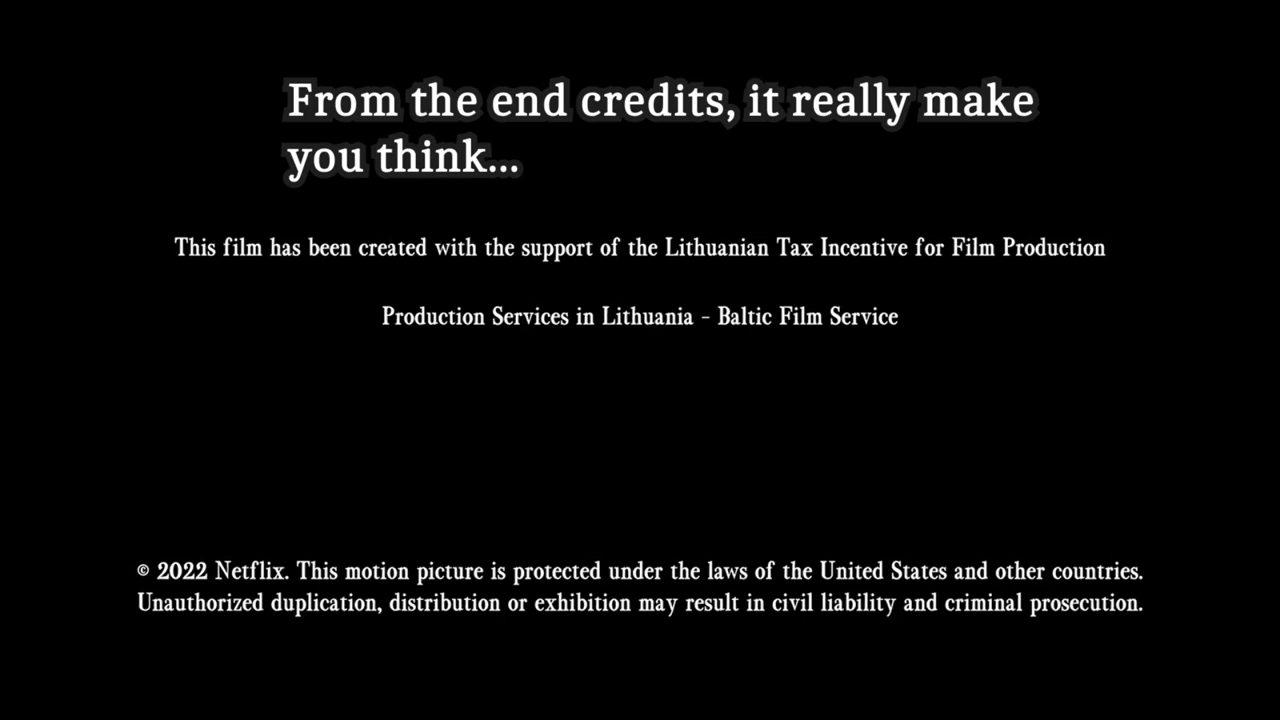 From the end credits, it really make
you think...
This film has been created with the support of the Lithuanian Tax Incentive for Film Production
Production Services in Lithuania - Baltic Film Service
© 2022 Netflix. This motion picture is protected under the laws of the United States and other countries.
Unauthorized duplication, distribution or exhibition may result in civil liability and criminal prosecution.